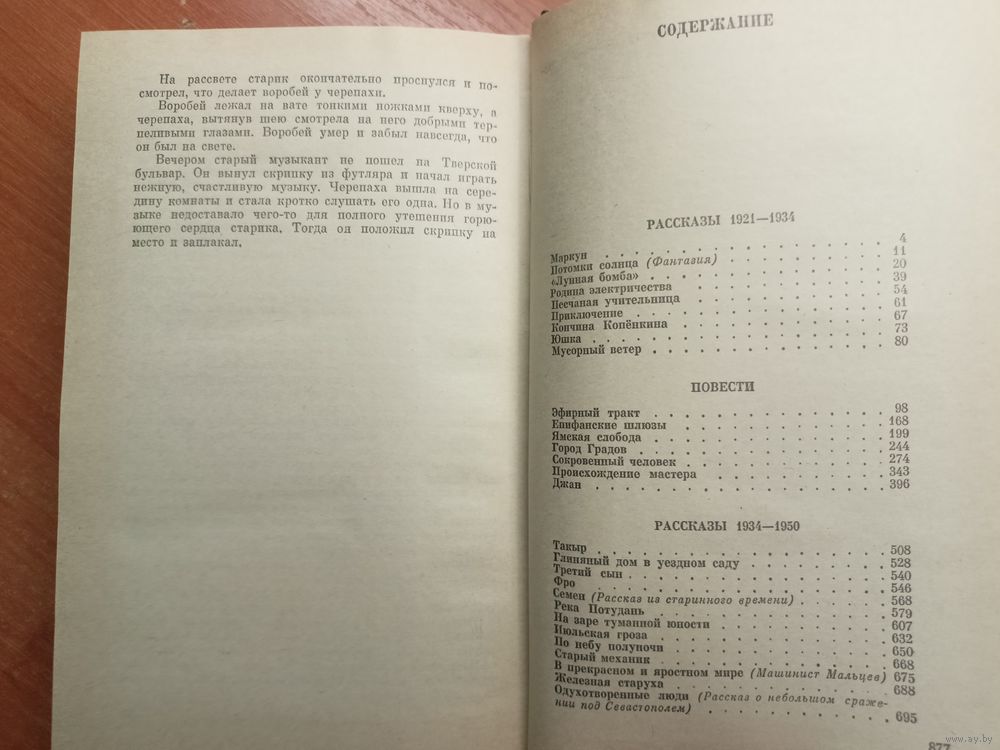 На рассвете старик окончательно проснулся и по-
смотрел, что делает воробей у черепахи.
Воробей лежал на вате тонкими ножками кверху, а
черепаха, вытянув шею смотрела на него добрыми тер-
пеливыми глазами. Воробей умер и забыл навсегда, что
он был на свете.
Вечером старый музыкант не пошел на Тверской
бульвар. Он вынул скрипку из футляра и начал играть
нежную, счастливую музыку. Черепаха вышла на сере-
дину комнаты и стала кротко слушать его одна. Но в му-
зыке недоставало чего-то для полного утешения горю-
ющего сердца старика. Тогда он положил скрипку на
место и заплакал.
СОДЕРЖАНИЕ
РАССКАЗЫ 1921—1934
Маркун . . . . . . . . . . . . . . 4
Потомки солнца (Фантазия) . . . . . . . . . 11
«Лунная бомба» . . . . . . . . . . . . 20
Родина электричества . . . . . . . . . . 39
Песчаная учительница . . . . . . . . . . 54
Приключение . . . . . . . . . . . . . 61
Кончина Копёнкина . . . . . . . . . . . 67
Юшка . . . . . . . . . . . . . . . 73
Мусорный ветер . . . . . . . . . . . . 80
ПОВЕСТИ
Эфирный тракт . . . . . . . . . . . . 98
Епифанские шлюзы . . . . . . . . . . . 168
Ямская слобода . . . . . . . . . . . . 199
Город Градов . . . . . . . . . . . . . 244
Сокровенный человек . . . . . . . . . . 274
Происхождение мастера . . . . . . . . . 343
Джан . . . . . . . . . . . . . . . 396
РАССКАЗЫ 1934—1950
Такыр . . . . . . . . . . . . . . . 508
Глиняный дом в уездном саду . . . . . . . 528
Третий сын . . . . . . . . . . . . . 540
Фро . . . . . . . . . . . . . . . . 546
Семен (Рассказ из старинного времени) . . . . 568
Река Потудань . . . . . . . . . . . . 579
На заре туманной юности . . . . . . . . . 607
Июльская гроза . . . . . . . . . . . . 632
По небу полуночи . . . . . . . . . . . 650
Старый механик . . . . . . . . . . . . 668
В прекрасном и яростном мире (Машинист Мальцев) 675
Железная старуха . . . . . . . . . . . 688
Одухотворенные люди (Рассказ о небольшом сраже-
нии под Севастополем) . . . . . . . . . 695
877
www.ay.by